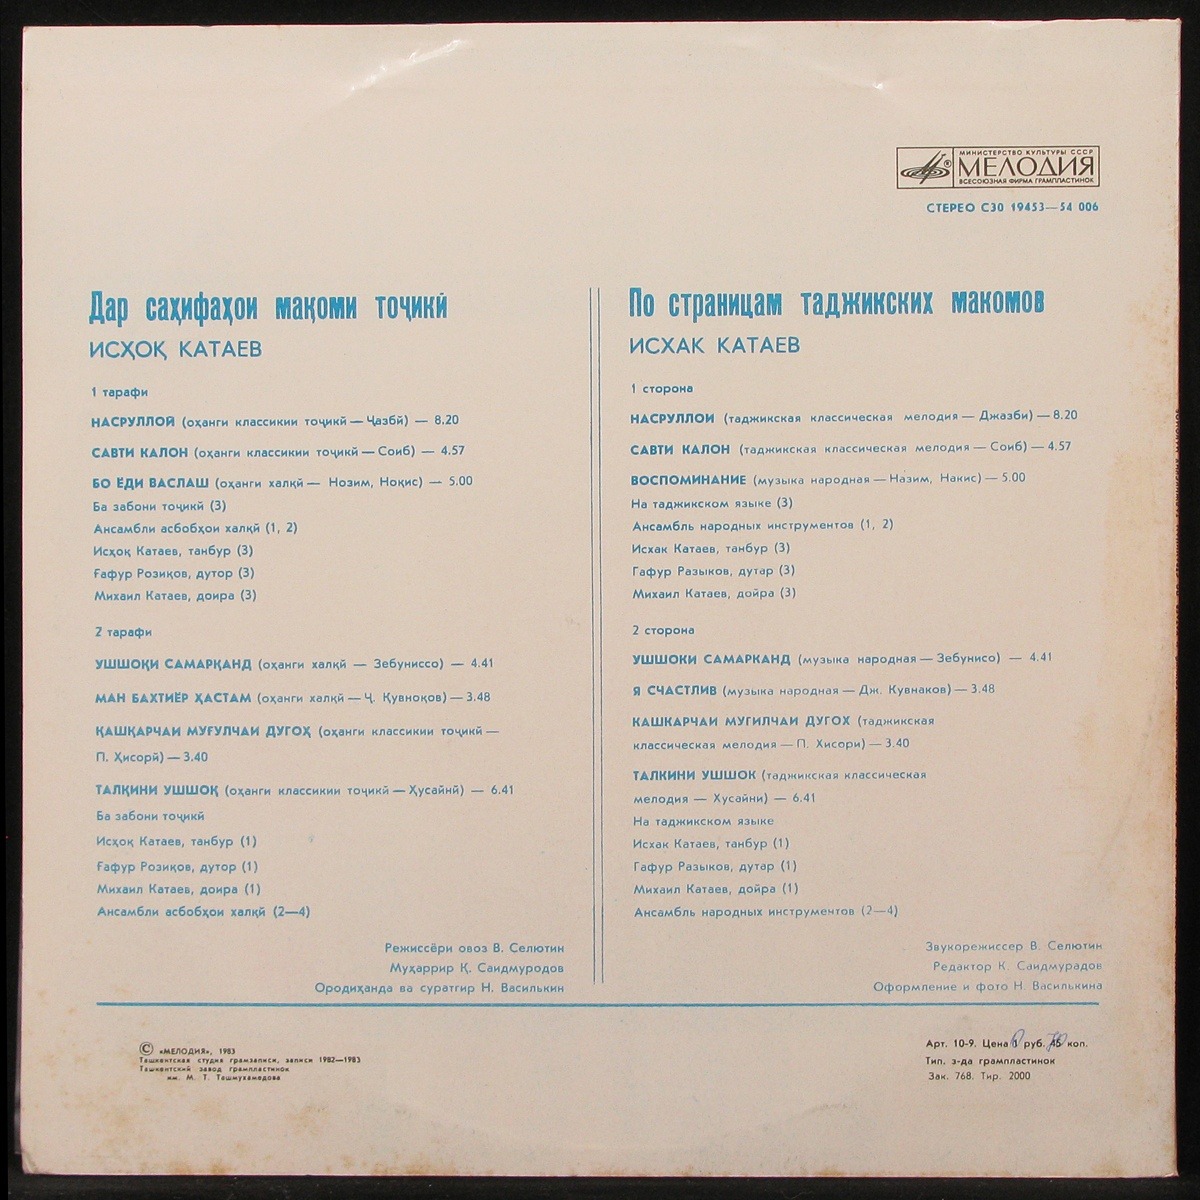 МИНИСТЕРСТВО КУЛЬТУРЫ СССР
МЕЛОДИЯ
ВСЕСОЮЗНАЯ ФИРМА ГРАМПЛАСТИНОК
СТЕРЕО С30 19453—54 006
Дар саҳифаҳои мақоми тоҷикӣ
ИСҲОҚ КАТАЕВ
1 тарафи
НАСРУЛЛОӢ (оҳанги классикии тоҷикӣ — Ҷазбӣ) — 8.20
САВТИ КАЛОН (оҳанги классикии тоҷикӣ — Соиб) — 4.57
БО ЁДИ ВАСЛАШ (оҳанги халқӣ — Нозим, Ноқис) — 5.00
Ба забони тоҷикӣ (3)
Ансамбли асбобҳои халқӣ (1, 2)
Исҳоқ Катаев, танбур (3)
Ғафур Розиқов, дутор (3)
Михаил Катаев, доира (3)
2 тарафи
УШШОҚИ САМАРҚАНД (оҳанги халқӣ — Зебуниссо) — 4.41
МАН БАХТИЁР ҲАСТАМ (оҳанги халқӣ — Ҷ. Қувноқов) — 3.48
ҚАШҚАРЧАИ МУҒУЛЧАИ ДУГОҲ (оҳанги классикии тоҷикӣ —
П. Ҳисорӣ) — 3.40
ТАЛҚИНИ УШШОҚ (оҳанги классикии тоҷикӣ — Ҳусайнӣ) — 6.41
Ба забони тоҷикӣ
Исҳоқ Катаев, танбур (1)
Ғафур Розиқов, дутор (1)
Михаил Катаев, доира (1)
Ансамбли асбобҳои халқӣ (2—4)
Режиссёри овоз В. Селютин
Муҳаррир Қ. Саидмуродов
Ородиҳанда ва суратгир Н. Василькин
По страницам таджикских макомов
ИСХАК КАТАЕВ
1 сторона
НАСРУЛЛОИ (таджикская классическая мелодия — Джазби) — 8.20
САВТИ КАЛОН (таджикская классическая мелодия — Соиб) — 4.57
ВОСПОМИНАНИЕ (музыка народная — Назим, Накис) — 5.00
На таджикском языке (3)
Ансамбль народных инструментов (1, 2)
Исхак Катаев, танбур (3)
Гафур Разыков, дутар (3)
Михаил Катаев, дойра (3)
2 сторона
УШШОКИ САМАРКАНД (музыка народная — Зебунисо) — 4.41
Я СЧАСТЛИВ (музыка народная — Дж. Кувнаков) — 3.48
КАШКАРЧАИ МУГИЛЧАИ ДУГОХ (таджикская
классическая мелодия — П. Хисори) — 3.40
ТАЛКИНИ УШШОК (таджикская классическая
мелодия — Хусайни) — 6.41
На таджикском языке
Исхак Катаев, танбур (1)
Гафур Разыков, дутар (1)
Михаил Катаев, дойра (1)
Ансамбль народных инструментов (2—4)
Звукорежиссер В. Селютин
Редактор К. Саидмурадов
Оформление и фото Н. Василькина
© «МЕЛОДИЯ», 1983
Ташкентская студия грамзаписи, записи 1982—1983
Ташкентский завод грампластинок
им. М. Т. Ташмухамедова
Арт. 10-9. Цена руб. коп.
Тип. з-да грампластинок
Зак. 768. Тир. 2000